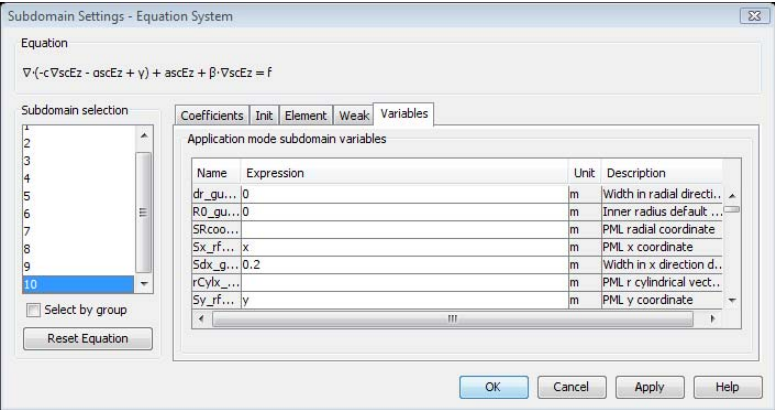 Subdomain Settings - Equation System
Equation
∇·(-c∇scEz - αscEz + γ) + ascEz + β·∇scEz = f
Subdomain selection
1
2
3
4
5
6
7
8
9
10
Select by group
Reset Equation
Coefficients Init Element Weak Variables
Application mode subdomain variables
Name Expression Unit Description
dr_gu... 0 m Width in radial directi...
R0_gu... 0 m Inner radius default ...
SRcoo... m PML radial coordinate
Sx_rf... x m PML x coordinate
Sdx_g... 0.2 m Width in x direction d...
rCylx_... m PML r cylindrical vect...
Sy_rf... y m PML y coordinate
OK Cancel Apply Help